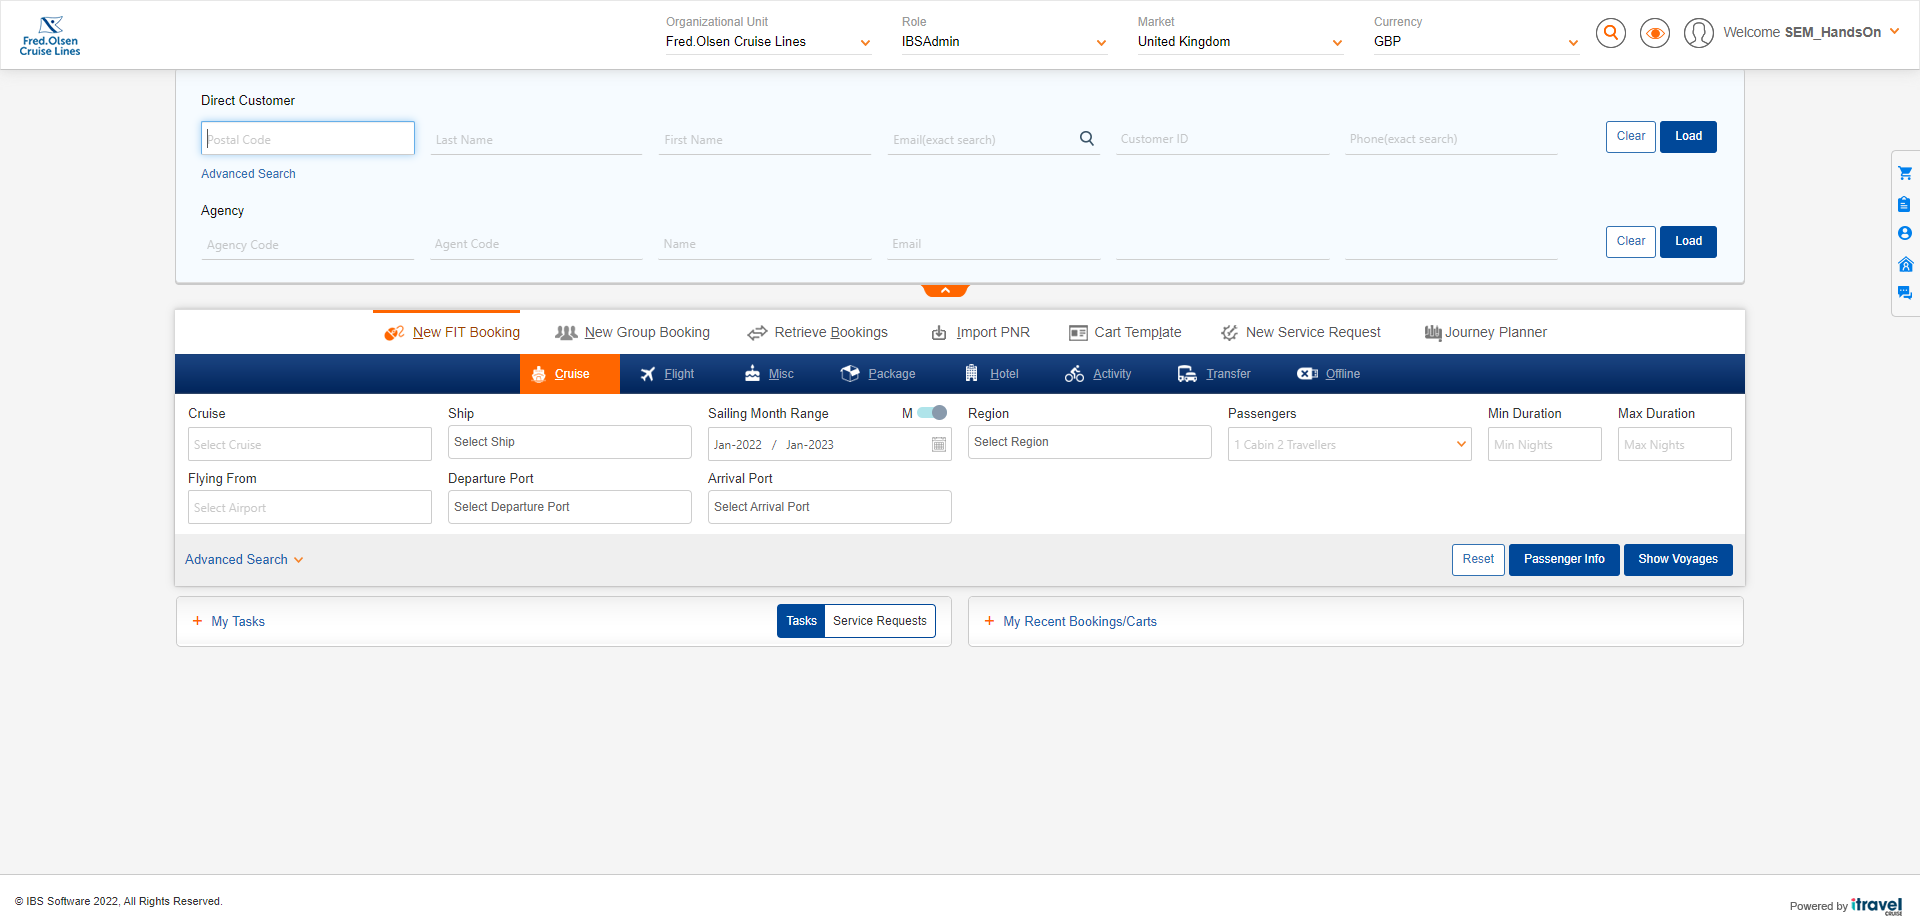 Fred.Olsen
Cruise Lines
Organizational Unit
Fred.Olsen Cruise Lines
Role
IBSAdmin
Market
United Kingdom
Currency
GBP
Welcome SEM_HandsOn
Direct Customer
Postal Code
Last Name
First Name
Email(exact search)
Customer ID
Phone(exact search)
Clear
Load
Advanced Search
Agency
Agency Code
Agent Code
Name
Email
Clear
Load
New FIT Booking
New Group Booking
Retrieve Bookings
Import PNR
Cart Template
New Service Request
Journey Planner
Cruise
Flight
Misc
Package
Hotel
Activity
Transfer
Offline
Cruise
Select Cruise
Ship
Select Ship
Sailing Month Range
M
Jan-2022 / Jan-2023
Region
Select Region
Passengers
1 Cabin 2 Travellers
Min Duration
Min Nights
Max Duration
Max Nights
Flying From
Select Airport
Departure Port
Select Departure Port
Arrival Port
Select Arrival Port
Advanced Search
Reset
Passenger Info
Show Voyages
+ My Tasks
Tasks
Service Requests
+ My Recent Bookings/Carts
© IBS Software 2022, All Rights Reserved.
Powered by itravel
CRUISE